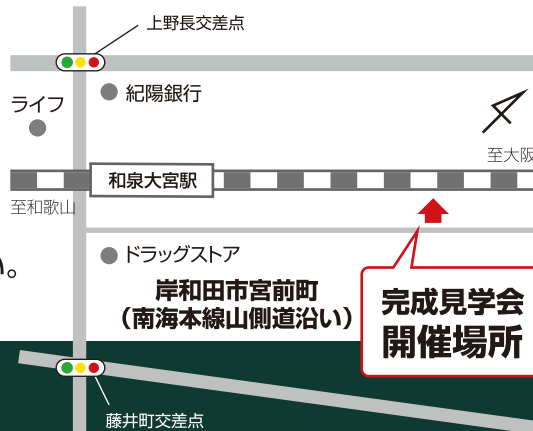 上野長交差点
紀陽銀行
ライフ
至大阪
和泉大宮駅
至和歌山
ドラッグストア
い。
岸和田市宮前町
（南海本線山側道沿い）
完成見学会
開催場所
藤井町交差点